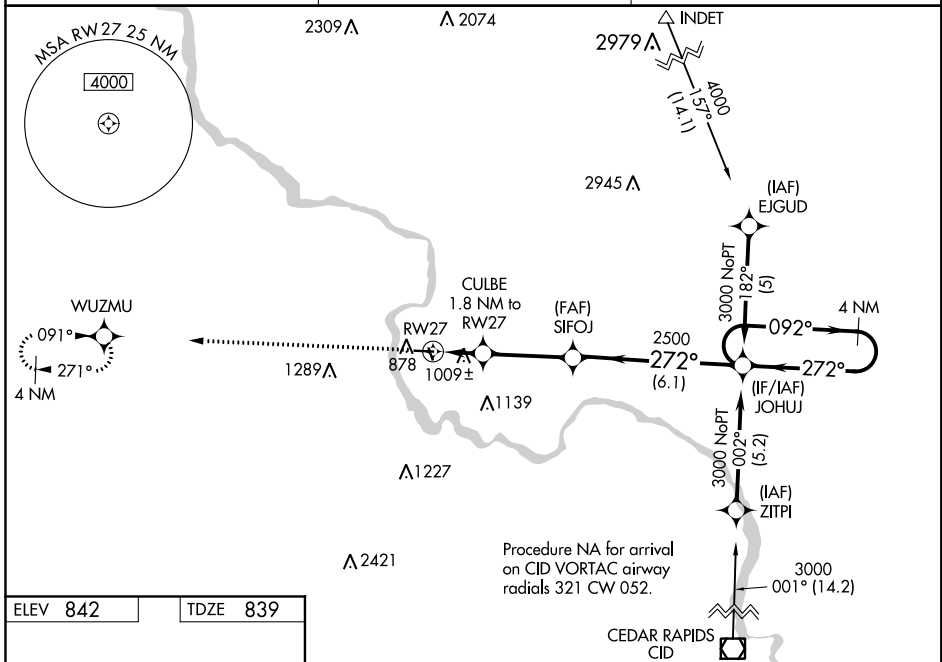 MSA RW 27 25 NM
4000
2309
2074
INDET
2979
4000
157°
(14.1)
2945
(IAF)
EJGUD
3000 NoPT
182°
(5)
4 NM
092°
272°
WUZMU
091°
271°
4 NM
CULBE
1.8 NM to
RW27
(FAF)
SIFOJ
RW27
2500
272°
(6.1)
(IF/IAF)
JOHUJ
1289
878
1009±
1139
3000 NoPT
002°
(5.2)
1227
(IAF)
ZITPI
2421
Procedure NA for arrival
on CID VORTAC airway
radials 321 CW 052.
3000
001° (14.2)
ELEV 842
TDZE 839
CEDAR RAPIDS
CID